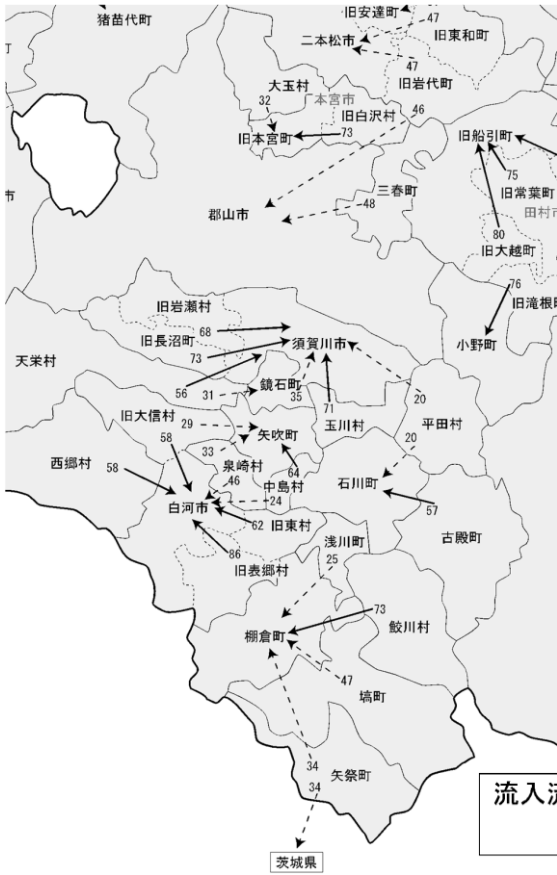 猪苗代町
旧安達町
47
二本松市
旧東和町
47
大玉村
旧岩代町
32
本宮市
旧白沢村
46
旧本宮町
73
旧船引町
75
三春町
旧常葉町
48
田村市
郡山市
80
旧大越町
76
旧岩瀬村
旧滝根町
68
旧長沼町
須賀川市
小野町
73
天栄村
56
鏡石町
31
35
20
71
旧大信村
29
玉川村
平田村
矢吹町
58
20
33
西郷村
泉崎村
64
58
46
中島村
石川町
24
白河市
57
62
旧東村
古殿町
浅川町
86
25
旧表郷村
73
鮫川村
棚倉町
47
塙町
34
矢祭町
34
流入流
茨城県